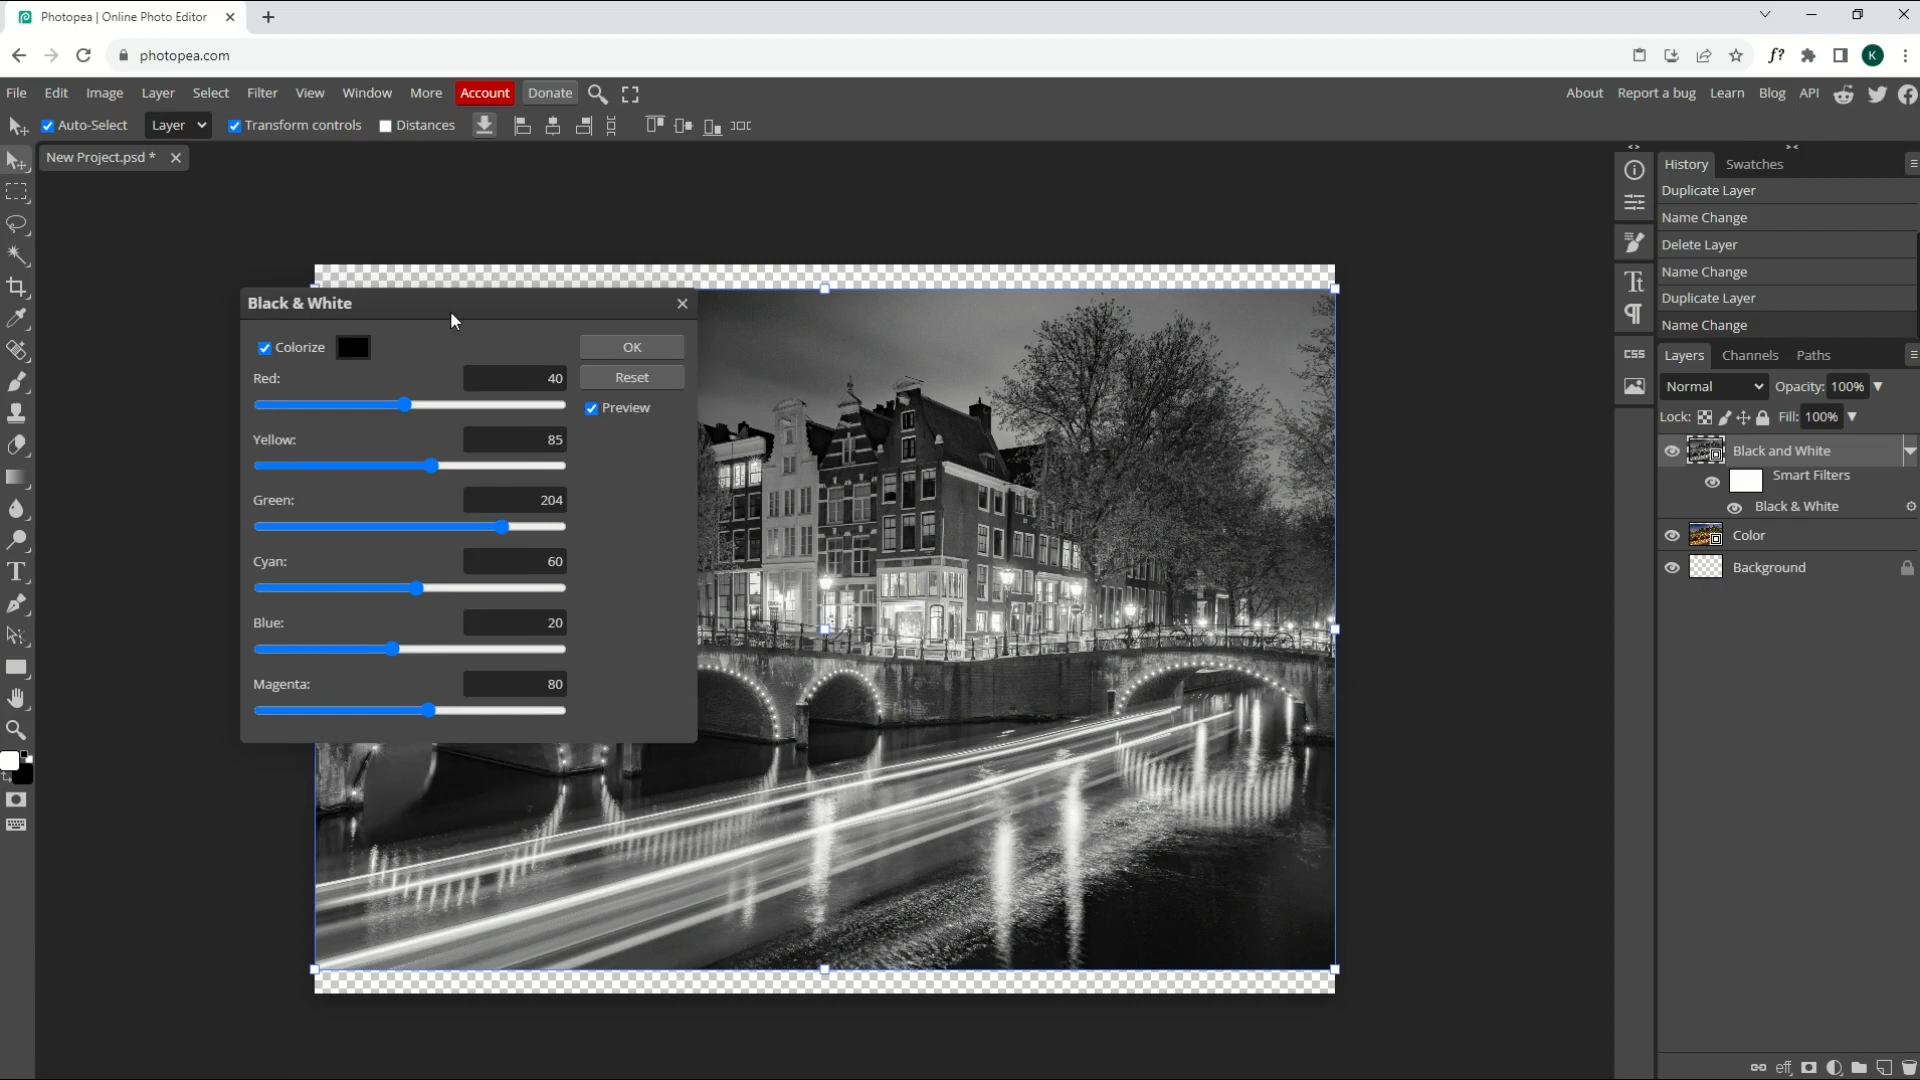 Photopea | Online Photo Editor
photopea.com
f?
K
File Edit Image Layer Select Filter View Window More Account Donate
About Report a bug Learn Blog API
Auto-Select Layer Transform controls Distances
New Project.psd *
History Swatches
Duplicate Layer
Name Change
Delete Layer
Name Change
Duplicate Layer
Name Change
CSS
Layers Channels Paths
Normal Opacity: 100%
Lock: Fill: 100%
Black and White
Smart Filters
Black & White
Color
Background
eff
Black & White
Colorize OK
Red: 40 Reset
Preview
Yellow: 85
Green: 204
Cyan: 60
Blue: 20
Magenta: 80